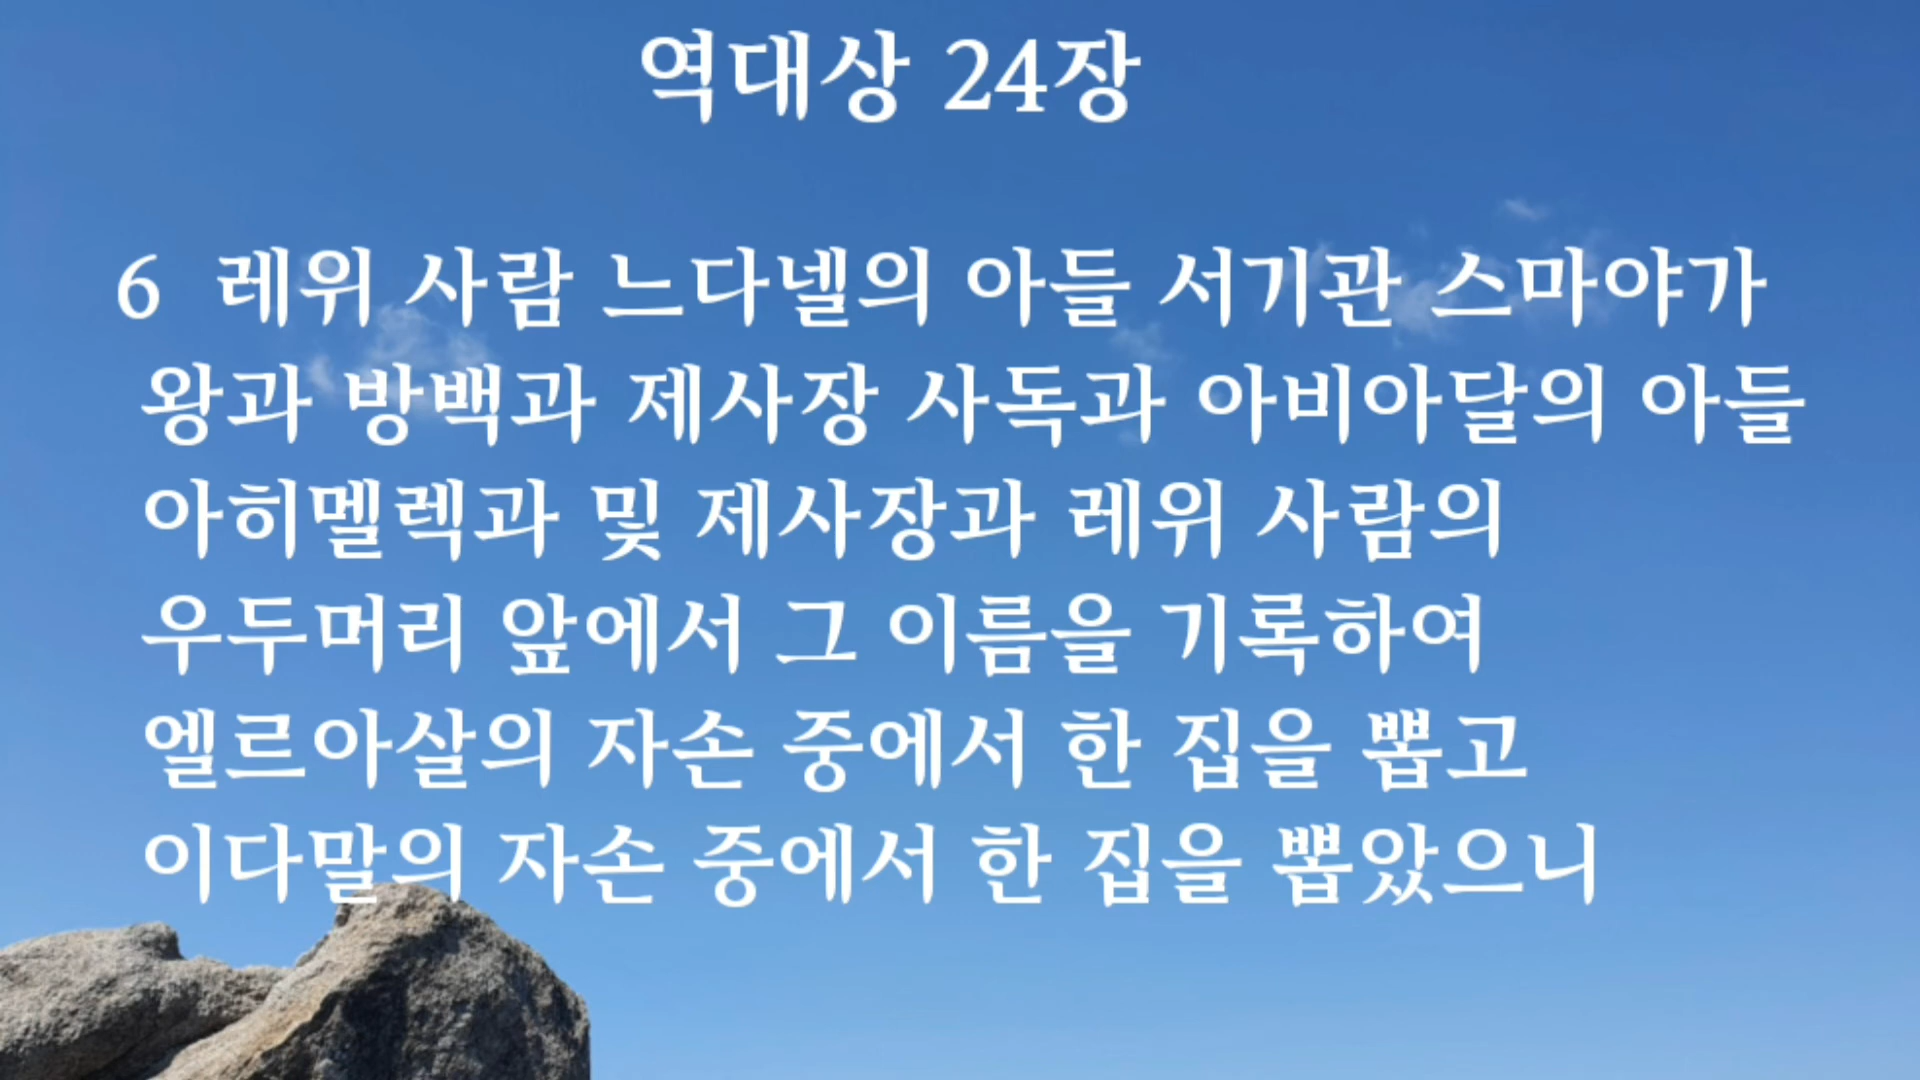 역대상 24장
6 레위 사람 느다넬의 아들 서기관 스마야가
왕과 방백과 제사장 사독과 아비아달의 아들
아히멜렉과 및 제사장과 레위 사람의
우두머리 앞에서 그 이름을 기록하여
엘르아살의 자손 중에서 한 집을 뽑고
이다말의 자손 중에서 한 집을 뽑았으니